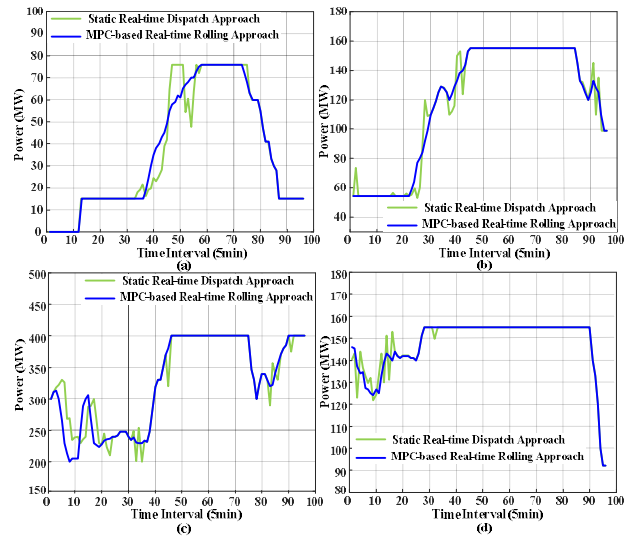 Static Real-time Dispatch Approach
MPC-based Real-time Rolling Approach
Power (MW)
100
90
80
70
60
50
40
30
20
10
0
0 10 20 30 40 50 60 70 80 90 100
Time Interval (5min)
(a)
Power (MW)
180
160
140
120
100
80
60
40
0 10 20 30 40 50 60 70 80 90 100
Static Real-time Dispatch Approach
MPC-based Real-time Rolling Approach
Time Interval (5min)
(b)
Static Real-time Dispatch Approach
MPC-based Real-time Rolling Approach
Power (MW)
500
450
400
350
300
250
200
150
0 10 20 30 40 50 60 70 80 90 100
Time Interval (5min)
(c)
Power (MW)
180
170
160
150
140
130
120
110
100
90
80
0 10 20 30 40 50 60 70 80 90 100
Static Real-time Dispatch Approach
MPC-based Real-time Rolling Approach
Time Interval (5min)
(d)